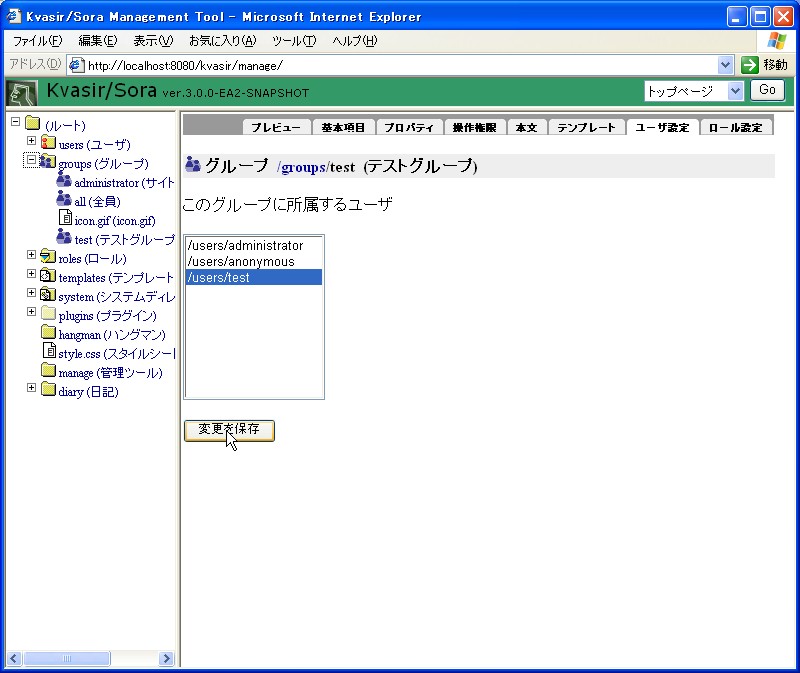 Kvasir/Sora Management Tool - Microsoft Internet Explorer
ファイル(F) 編集(E) 表示(V) お気に入り(A) ツール(T) ヘルプ(H)
アドレス(D) http://localhost:8080/kvasir/manage/ 移動
Kvasir/Sora ver.3.0.0-EA2-SNAPSHOT トップページ Go
プレビュー 基本項目 プロパティ 操作権限 本文 テンプレート ユーザ設定 ロール設定
(ルート)
users (ユーザ)
groups (グループ)
administrator (サイト
all (全員)
icon.gif (icon.gif)
test (テストグループ
roles (ロール)
templates (テンプレート
system (システムディレ
plugins (プラグイン)
hangman (ハングマン)
style.css (スタイルシート
manage (管理ツール)
diary (日記)
グループ /groups/test (テストグループ)
このグループに所属するユーザ
/users/administrator
/users/anonymous
/users/test
変更を保存